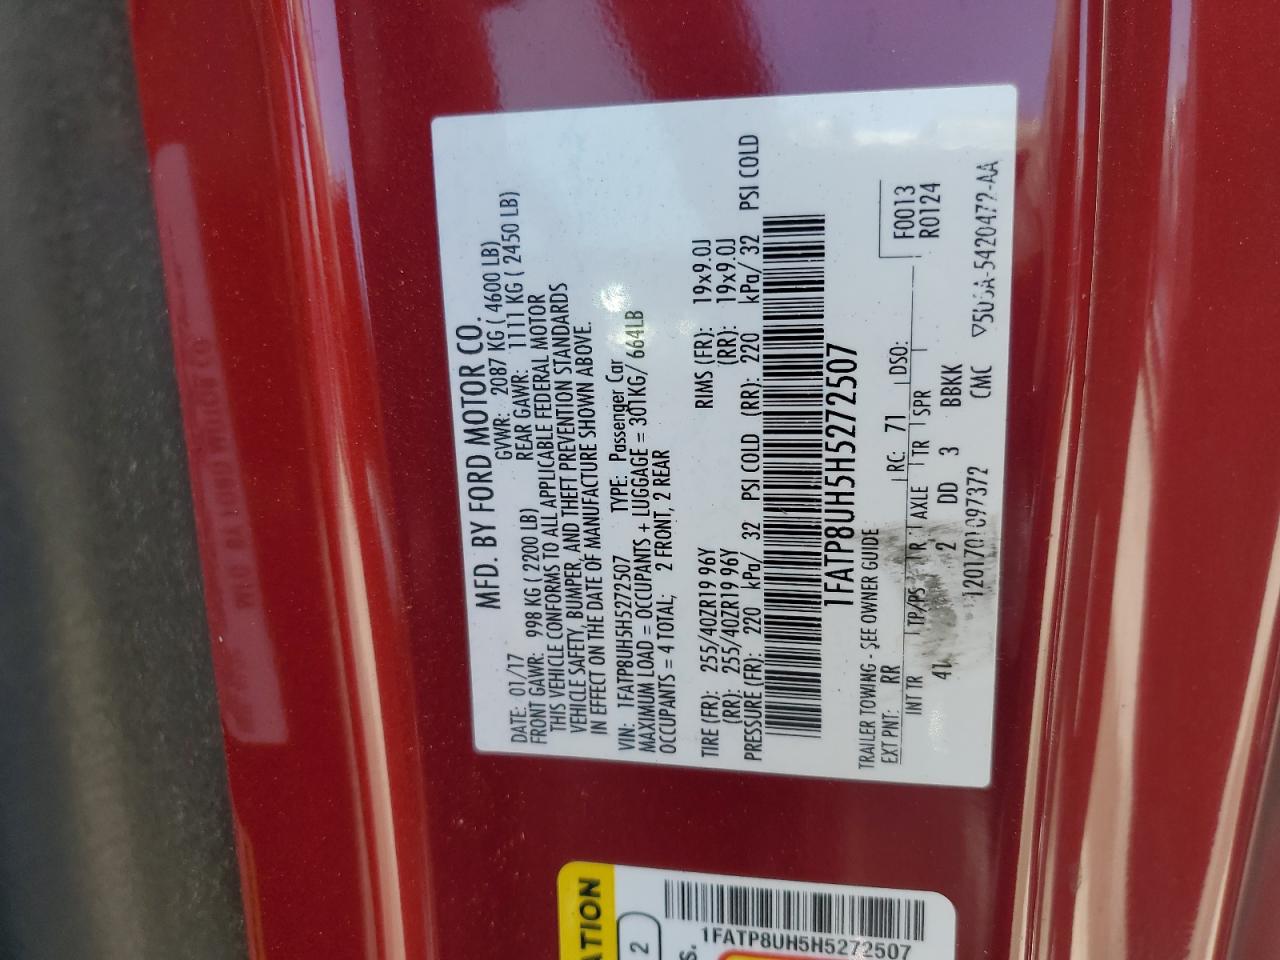 MFD. BY FORD MOTOR CO.
DATE: 01/17 GVWR: 2087 KG ( 4600 LB)
FRONT GAWR: 998 KG ( 2200 LB) REAR GAWR: 1111 KG ( 2450 LB)
THIS VEHICLE CONFORMS TO ALL APPLICABLE FEDERAL MOTOR
VEHICLE SAFETY, BUMPER, AND THEFT PREVENTION STANDARDS
IN EFFECT ON THE DATE OF MANUFACTURE SHOWN ABOVE.
VIN: 1FATP8UH5H5272507 TYPE: Passenger Car
MAXIMUM LOAD = OCCUPANTS + LUGGAGE = 301KG/ 664LB
OCCUPANTS = 4 TOTAL; 2 FRONT, 2 REAR
TIRE (FR): 255/40ZR19 96Y RIMS (FR): 19x9.0J
(RR): 255/40ZR19 96Y (RR): 19x9.0J
PRESSURE (FR): 220 kPa/ 32 PSI COLD (RR): 220 kPa/ 32 PSI COLD
1FATP8UH5H5272507
TRAILER TOWING - SEE OWNER GUIDE
EXT PNT: RR RC: 71 DSO: F0013
INT TR TP/PS R AXLE TR SPR R0124
4L 2 DD 3 BBKK
1201701097372 CMC
ATION
2
S.
1FATP8UH5H5272507